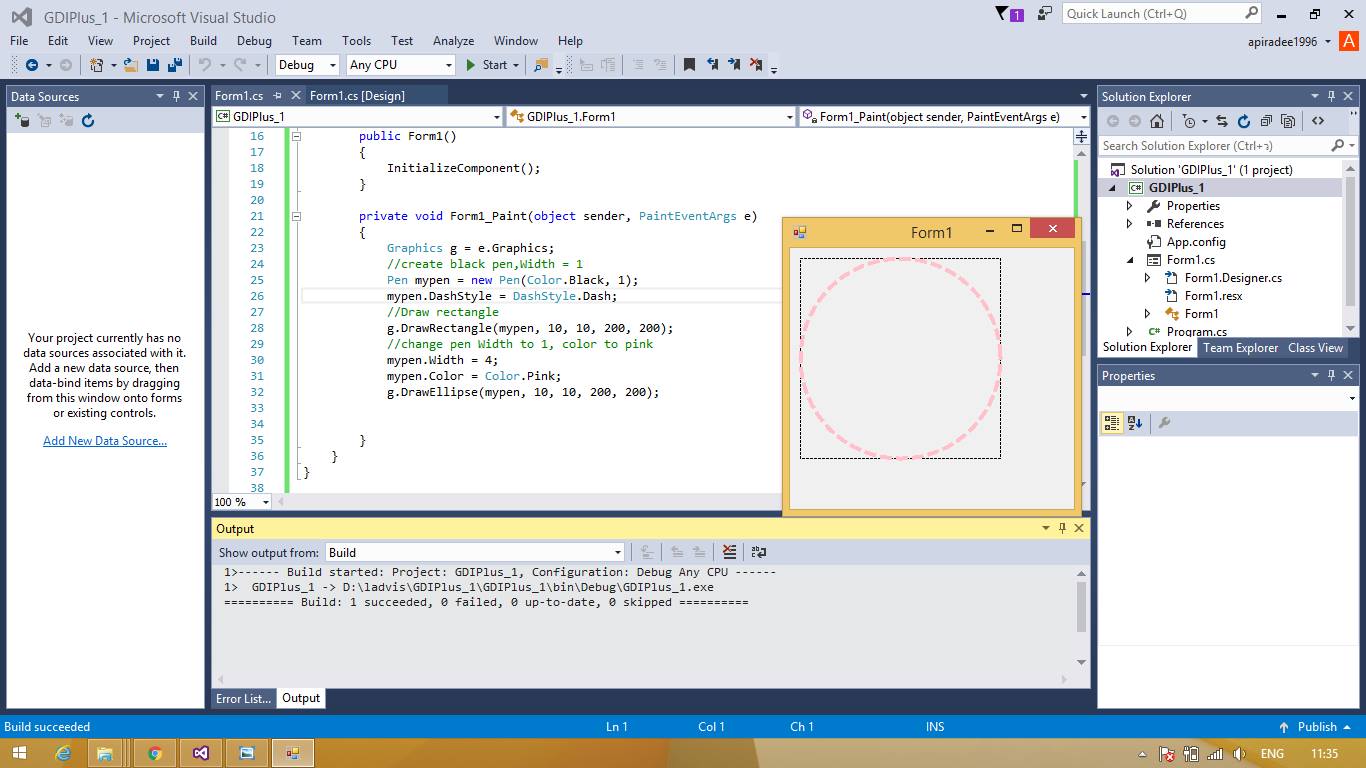 GDIPlus_1 - Microsoft Visual Studio
1
Quick Launch (Ctrl+Q)
File Edit View Project Build Debug Team Tools Test Analyze Window Help
apiradee1996 A
Debug Any CPU Start
Data Sources
Your project currently has no
data sources associated with it.
Add a new data source, then
data-bind items by dragging
from this window onto forms
or existing controls.
Add New Data Source...
Form1.cs Form1.cs [Design]
GDIPlus_1 GDIPlus_1.Form1 Form1_Paint(object sender, PaintEventArgs e)
16 public Form1()
17 {
18 InitializeComponent();
19 }
20
21 private void Form1_Paint(object sender, PaintEventArgs e)
22 {
23 Graphics g = e.Graphics;
24 //create black pen,Width = 1
25 Pen mypen = new Pen(Color.Black, 1);
26 mypen.DashStyle = DashStyle.Dash;
27 //Draw rectangle
28 g.DrawRectangle(mypen, 10, 10, 200, 200);
29 //change pen Width to 1, color to pink
30 mypen.Width = 4;
31 mypen.Color = Color.Pink;
32 g.DrawEllipse(mypen, 10, 10, 200, 200);
33
34
35 }
36 }
37 }
38
100 %
Form1
Output
Show output from: Build
1>------ Build started: Project: GDIPlus_1, Configuration: Debug Any CPU ------
1> GDIPlus_1 -> D:\ladvis\GDIPlus_1\GDIPlus_1\bin\Debug\GDIPlus_1.exe
========== Build: 1 succeeded, 0 failed, 0 up-to-date, 0 skipped ==========
Error List... Output
Solution Explorer
Search Solution Explorer (Ctrl+ว)
Solution 'GDIPlus_1' (1 project)
C# GDIPlus_1
Properties
References
App.config
Form1.cs
Form1.Designer.cs
Form1.resx
Form1
C# Program.cs
Solution Explorer Team Explorer Class View
Properties
Build succeeded Ln 1 Col 1 Ch 1 INS Publish
ENG 11:35